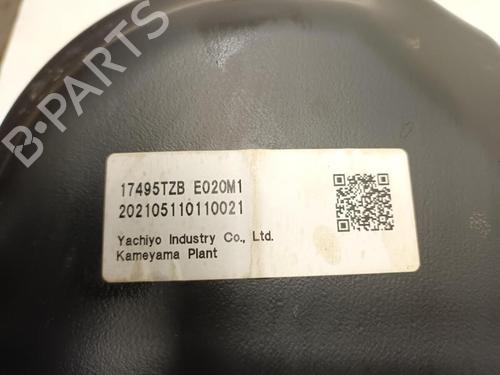 17495TZB E020M1
202105110110021
Yachiyo Industry Co., Ltd.
Kameyama Plant
B-PARTS